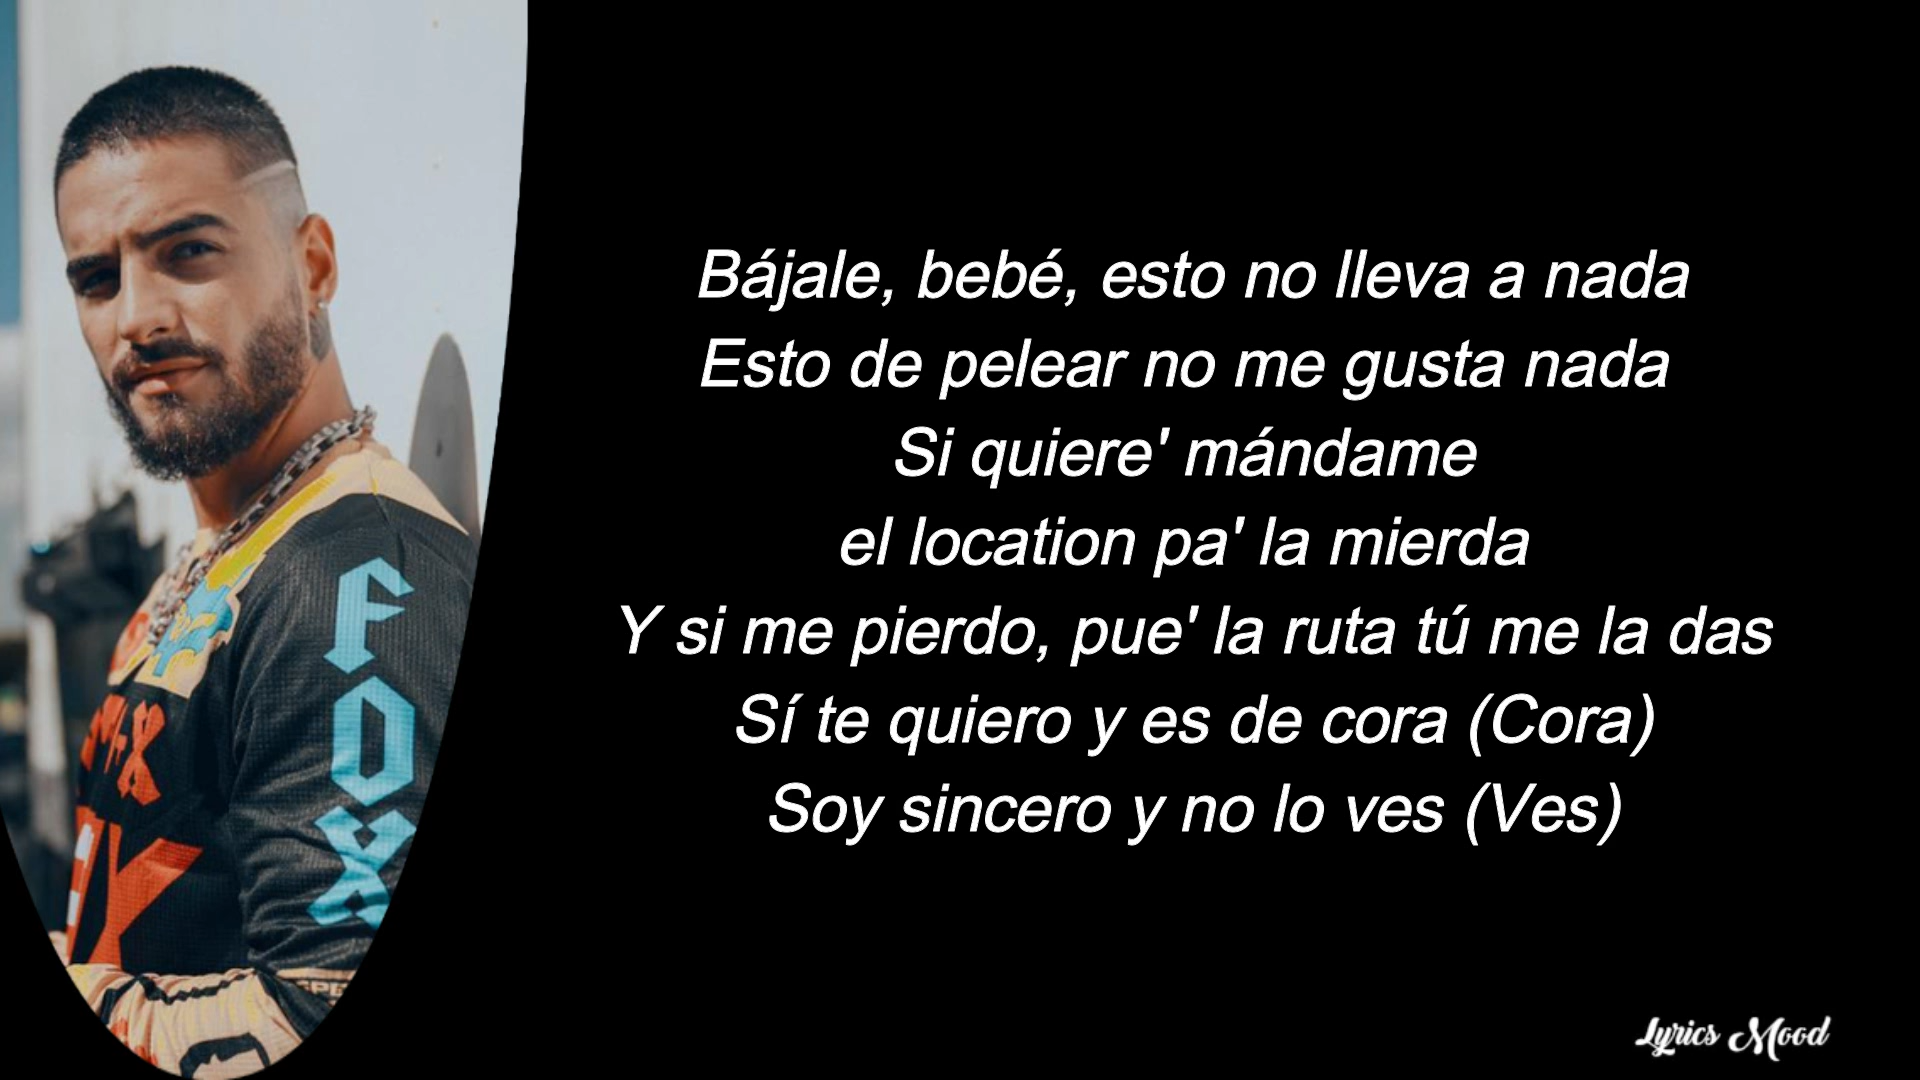 Bájale, bebé, esto no lleva a nada
Esto de pelear no me gusta nada
Si quiere' mándame
el location pa' la mierda
Y si me pierdo, pue' la ruta tú me la das
Sí te quiero y es de cora (Cora)
Soy sincero y no lo ves (Ves)
FOX
Lyrics Mood